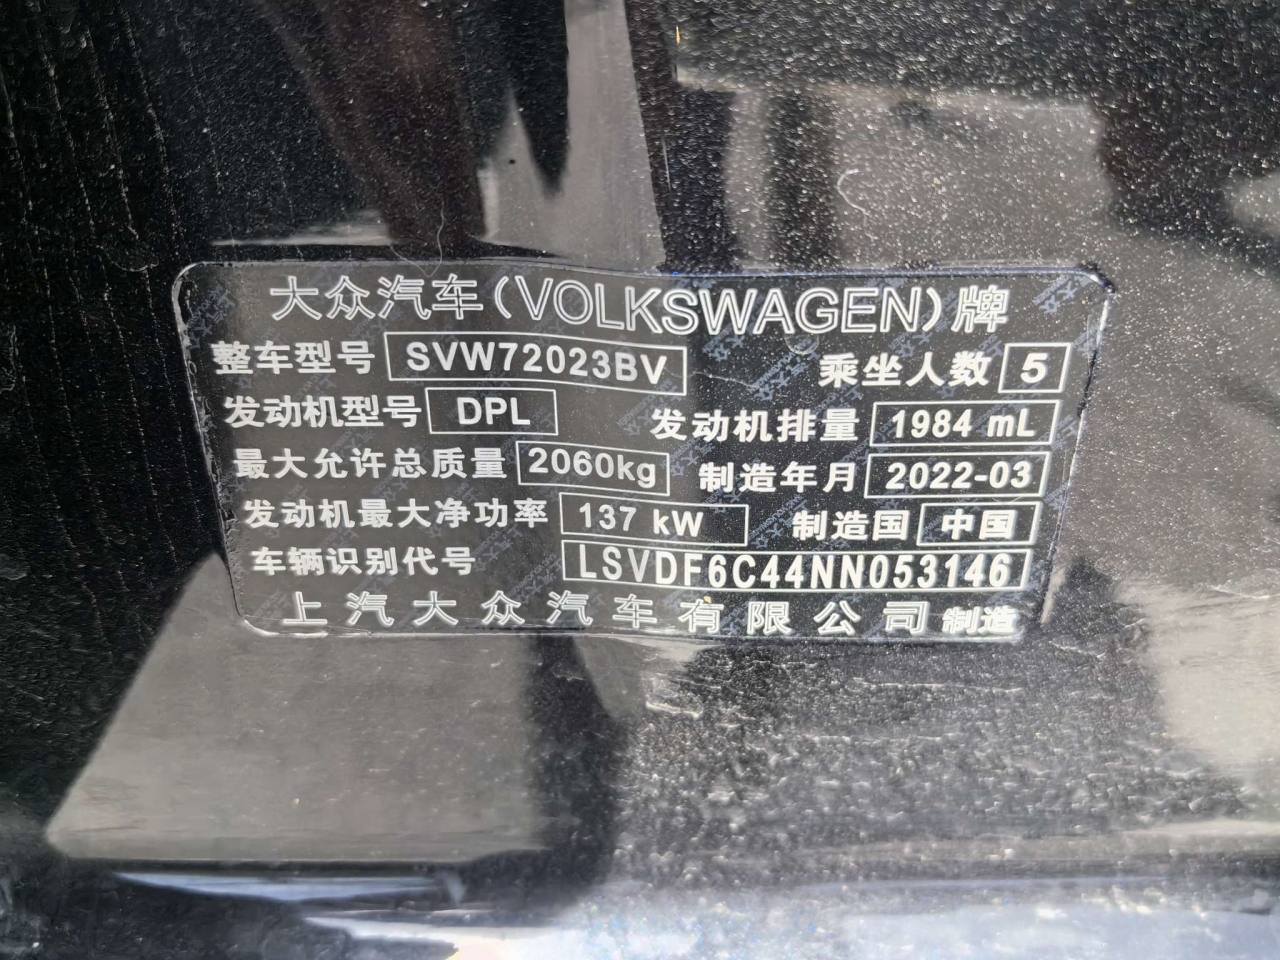 大众汽车(VOLKSWAGEN)牌
整车型号 SVW72023BV 乘坐人数 5
发动机型号 DPL 发动机排量 1984 mL
最大允许总质量 2060kg 制造年月 2022-03
发动机最大净功率 137 kW 制造国 中国
车辆识别代号 LSVDF6C44NN053146
上汽大众汽车有限公司 制造